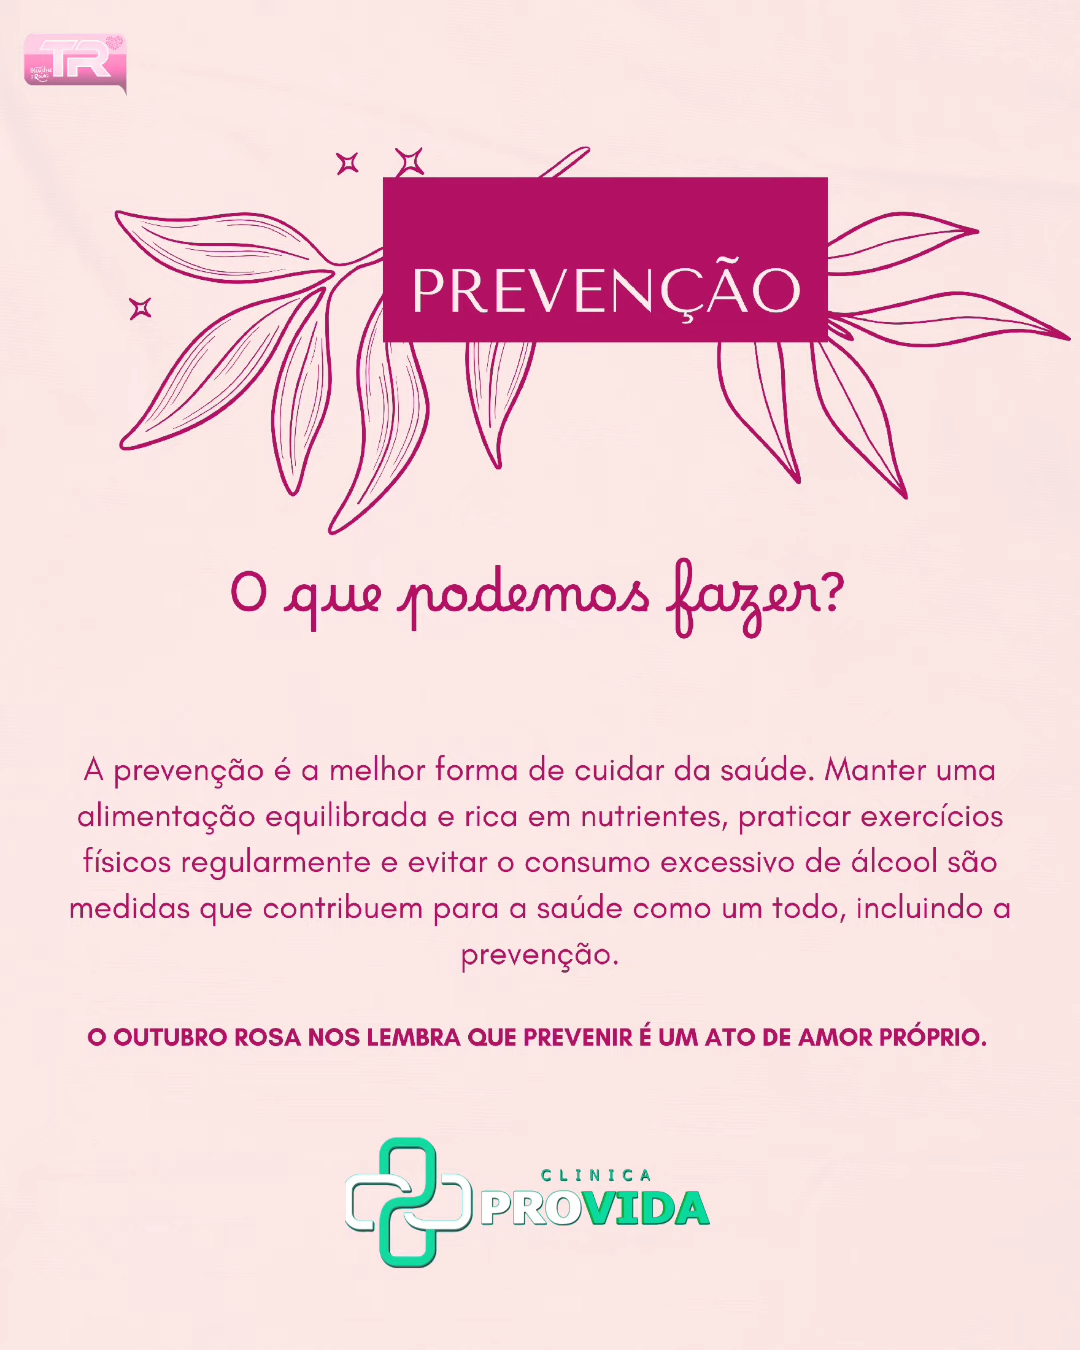 TR
PREVENÇÃO
O que podemos fazer?
A prevenção é a melhor forma de cuidar da saúde. Manter uma
alimentação equilibrada e rica em nutrientes, praticar exercícios
físicos regularmente e evitar o consumo excessivo de álcool são
medidas que contribuem para a saúde como um todo, incluindo a
prevenção.
O OUTUBRO ROSA NOS LEMBRA QUE PREVENIR É UM ATO DE AMOR PRÓPRIO.
CLINICA
PROVIDA